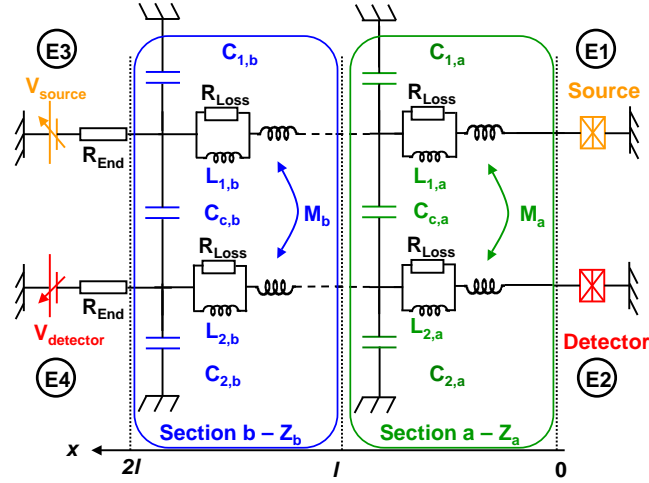 E3
C1,b
C1,a
E1
Vsource
RLoss
RLoss
Source
REnd
L1,b
L1,a
Cc,b
Mb
Cc,a
Ma
RLoss
RLoss
REnd
Vdetector
L2,b
L2,a
Detector
E4
C2,b
C2,a
E2
Section b – Zb
Section a – Za
x
2l
l
0